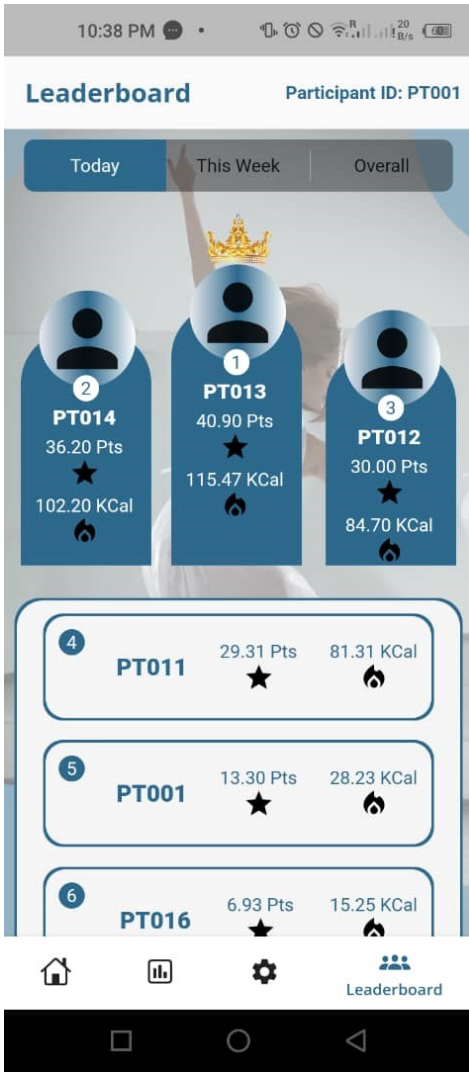 10:38 PM
R
20
B/s
60
Leaderboard
Participant ID: PT001
Today
This Week
Overall
2
PT014
36.20 Pts
102.20 KCal
1
PT013
40.90 Pts
115.47 KCal
3
PT012
30.00 Pts
84.70 KCal
4
PT011
29.31 Pts
81.31 KCal
5
PT001
13.30 Pts
28.23 KCal
6
PT016
6.93 Pts
15.25 KCal
Leaderboard